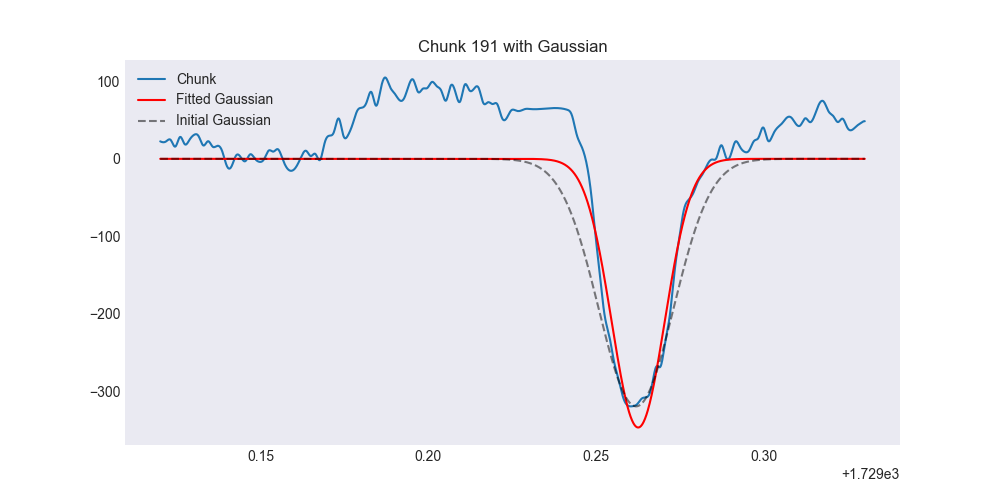 Chunk 191 with Gaussian
Chunk
Fitted Gaussian
Initial Gaussian
100
0
−100
−200
−300
0.15 0.20 0.25 0.30
+1.729e3